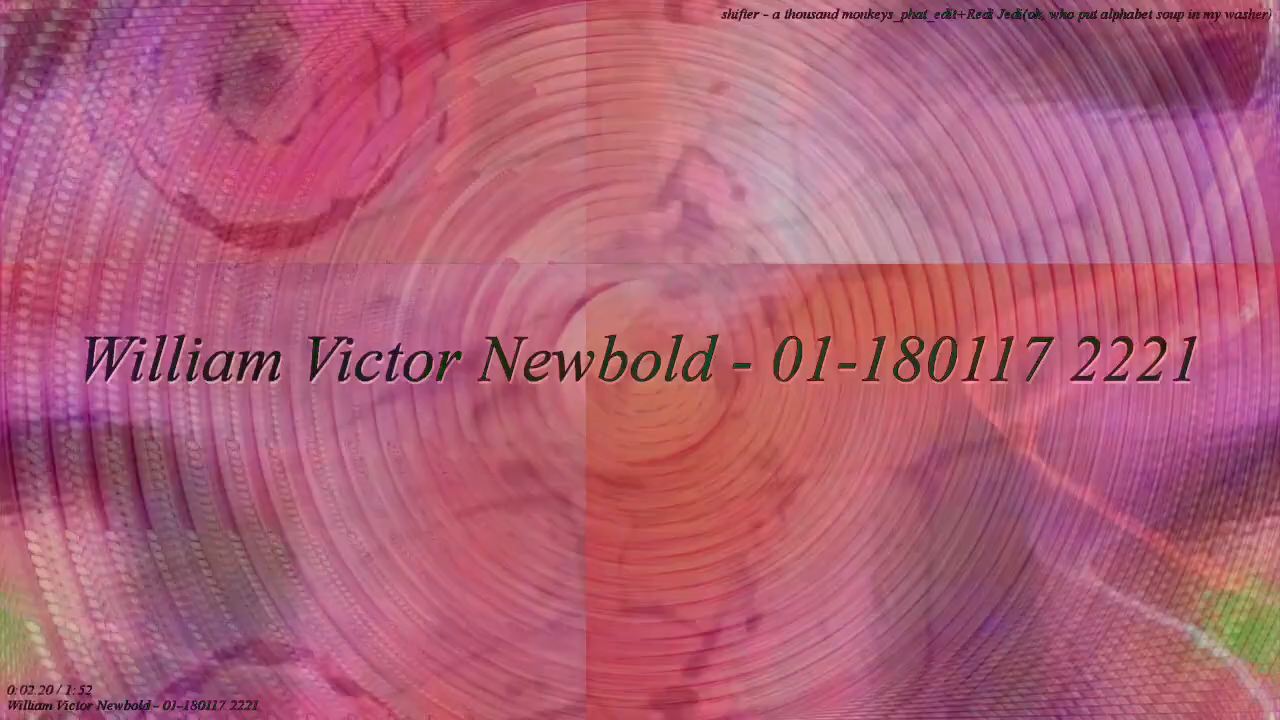 shifter - a thousand monkeys_phat_edit+Redi Jedi(ok, who put alphabet soup in my washer)
William Victor Newbold - 01-180117 2221
0:02.20 / 1:52
William Victor Newbold - 01-180117 2221